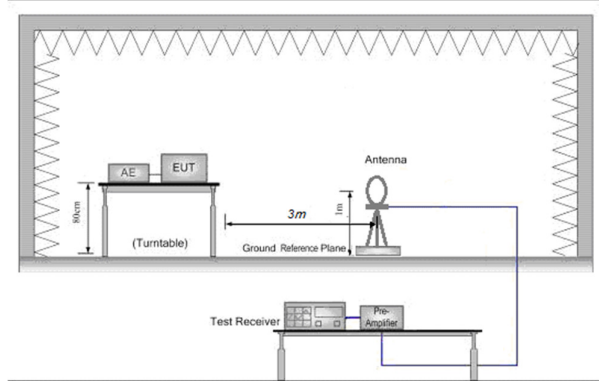 Antenna
EUT
AE
80cm
1m
3m
(Turntable)
Ground Reference Plane
Test Receiver
Pre-
Amplifier